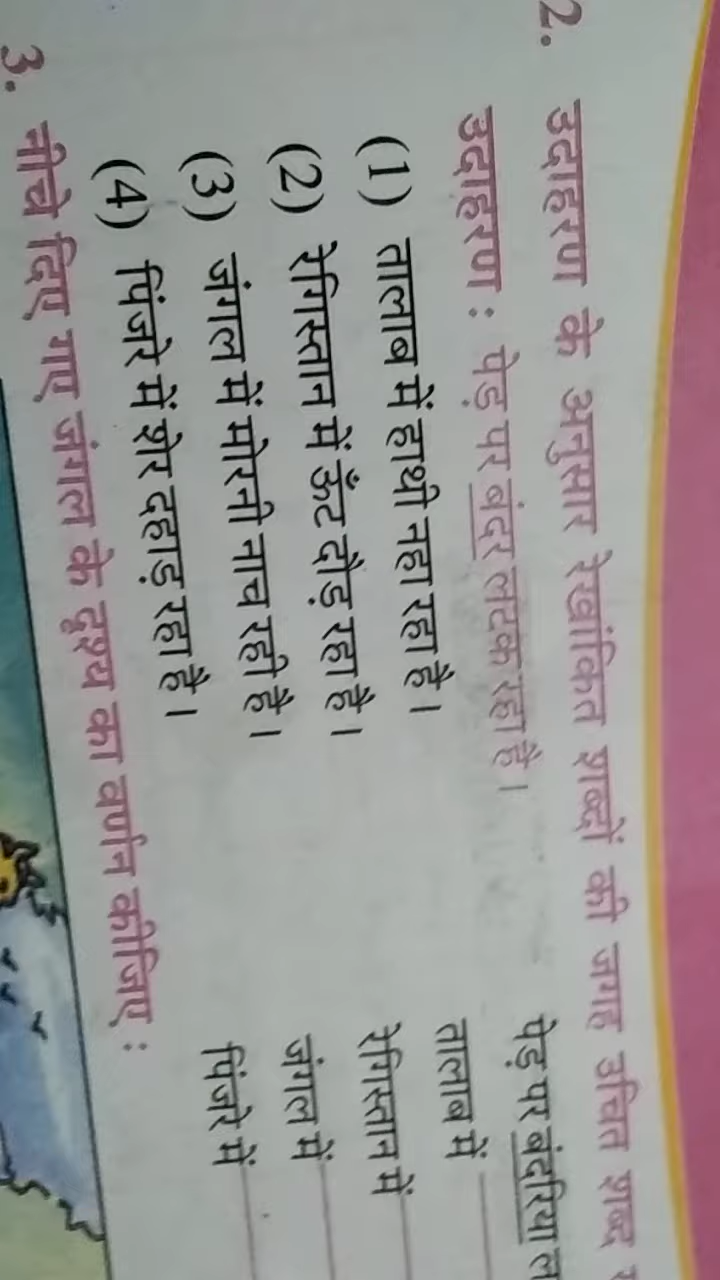 2. उदाहरण के अनुसार रेखांकित शब्दों की जगह उचित शब्द
उदाहरण : पेड़ पर बंदर लटक रहा है। पेड़ पर बंदरिया ल
(1) तालाब में हाथी नहा रहा है। तालाब में
(2) रेगिस्तान में ऊँट दौड़ रहा है। रेगिस्तान में
(3) जंगल में मोरनी नाच रही है। जंगल में
(4) पिंजरे में शेर दहाड़ रहा है। पिंजरे में
3. नीचे दिए गए जंगल के दृश्य का वर्णन कीजिए :